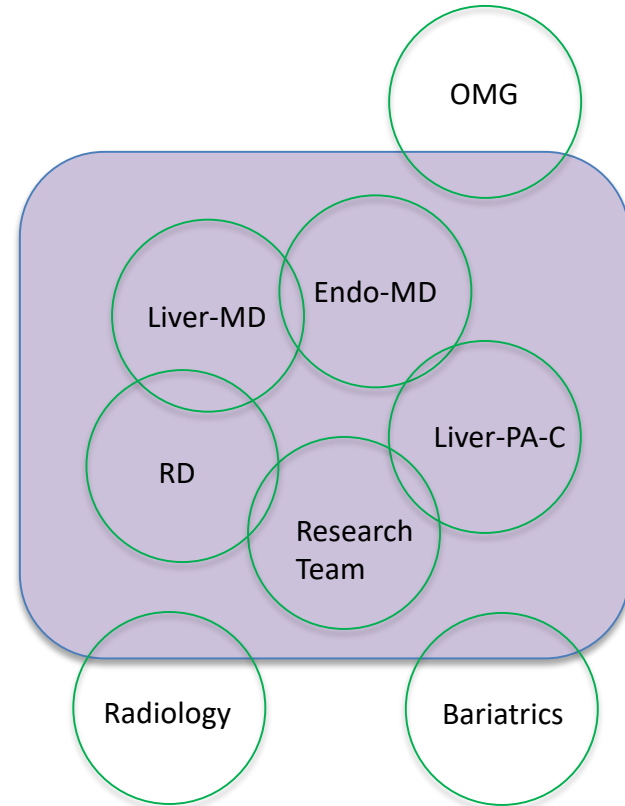 OMG
Endo-MD
Liver-MD
Liver-PA-C
RD
Research
Team
Radiology
Bariatrics